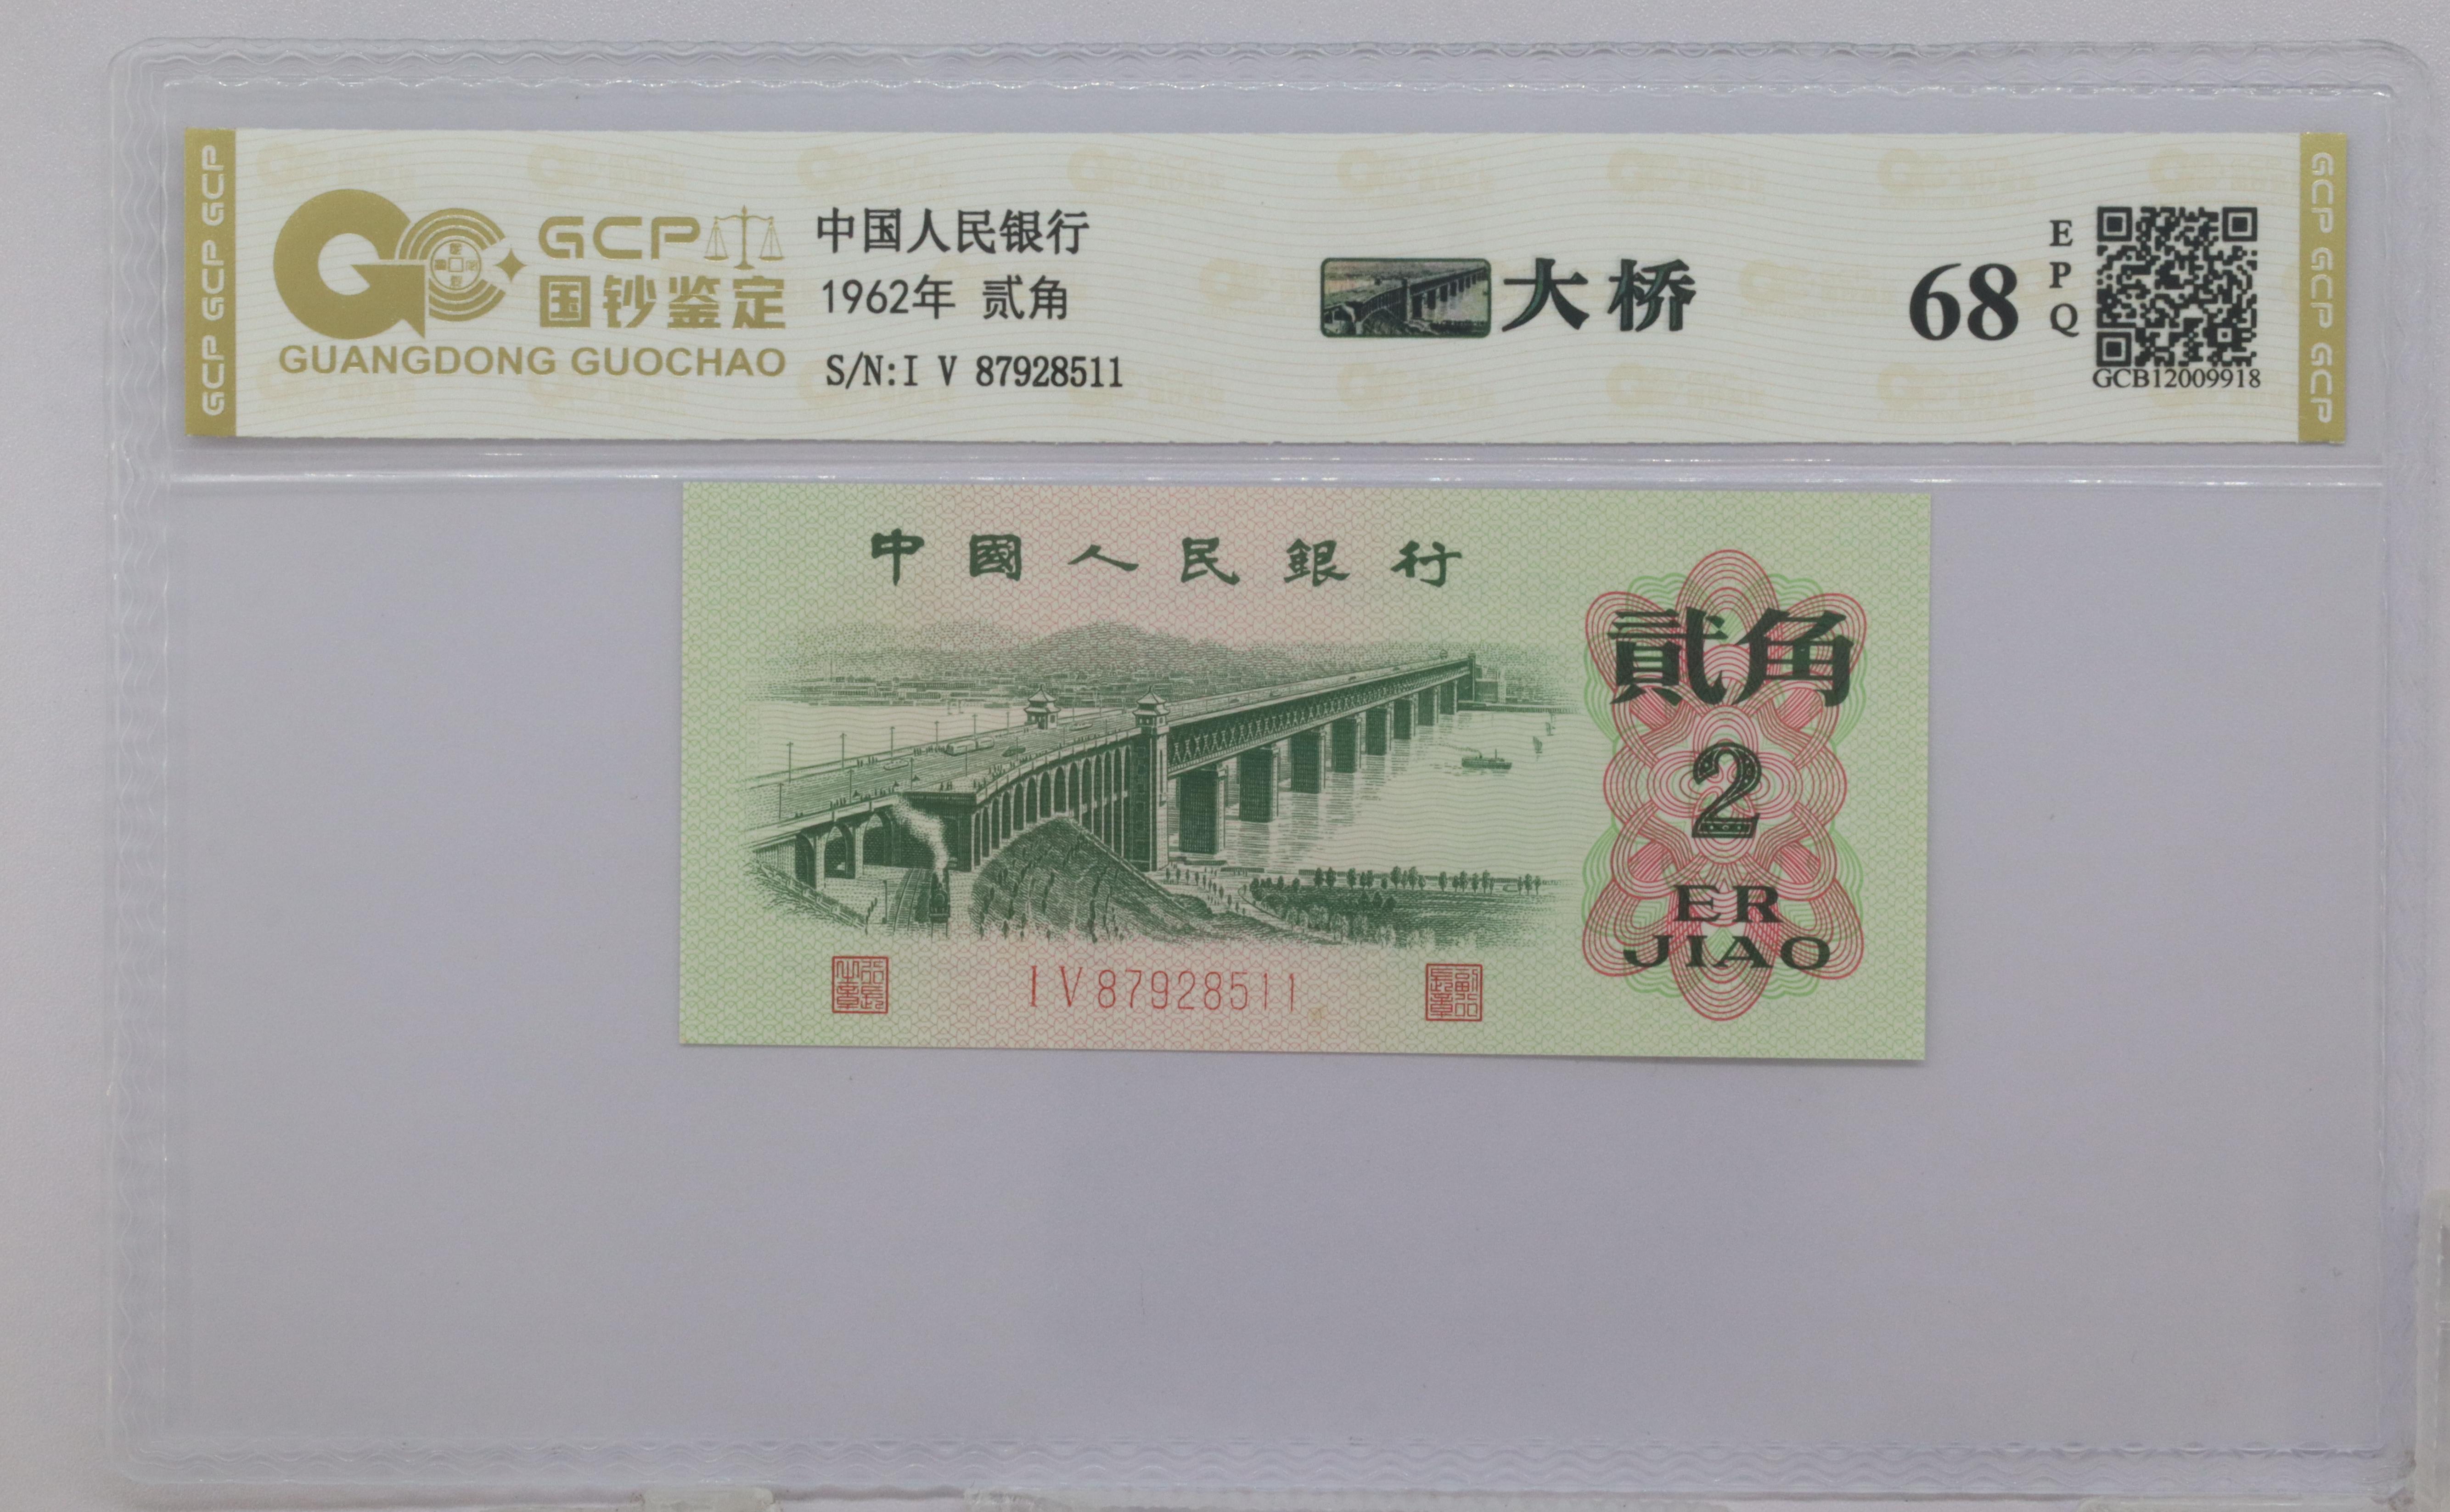 GCP GCP GCP
GCP
国钞鉴定
GUANGDONG GUOCHAO
中国人民银行
1962年 贰角
S/N:I V 87928511
大桥
68
EPQ
GCB12009918
GCP GCP GCP
中國人民銀行
貳角
2
ER
JIAO
I V 87928511